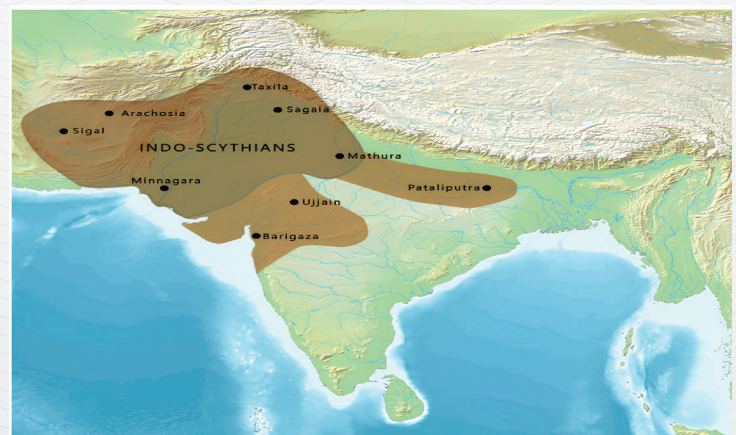 Taxila
Sagala
Arachosia
Sigal
INDO-SCYTHIANS
Mathura
Minnagara
Pataliputra
Ujjain
Barigaza